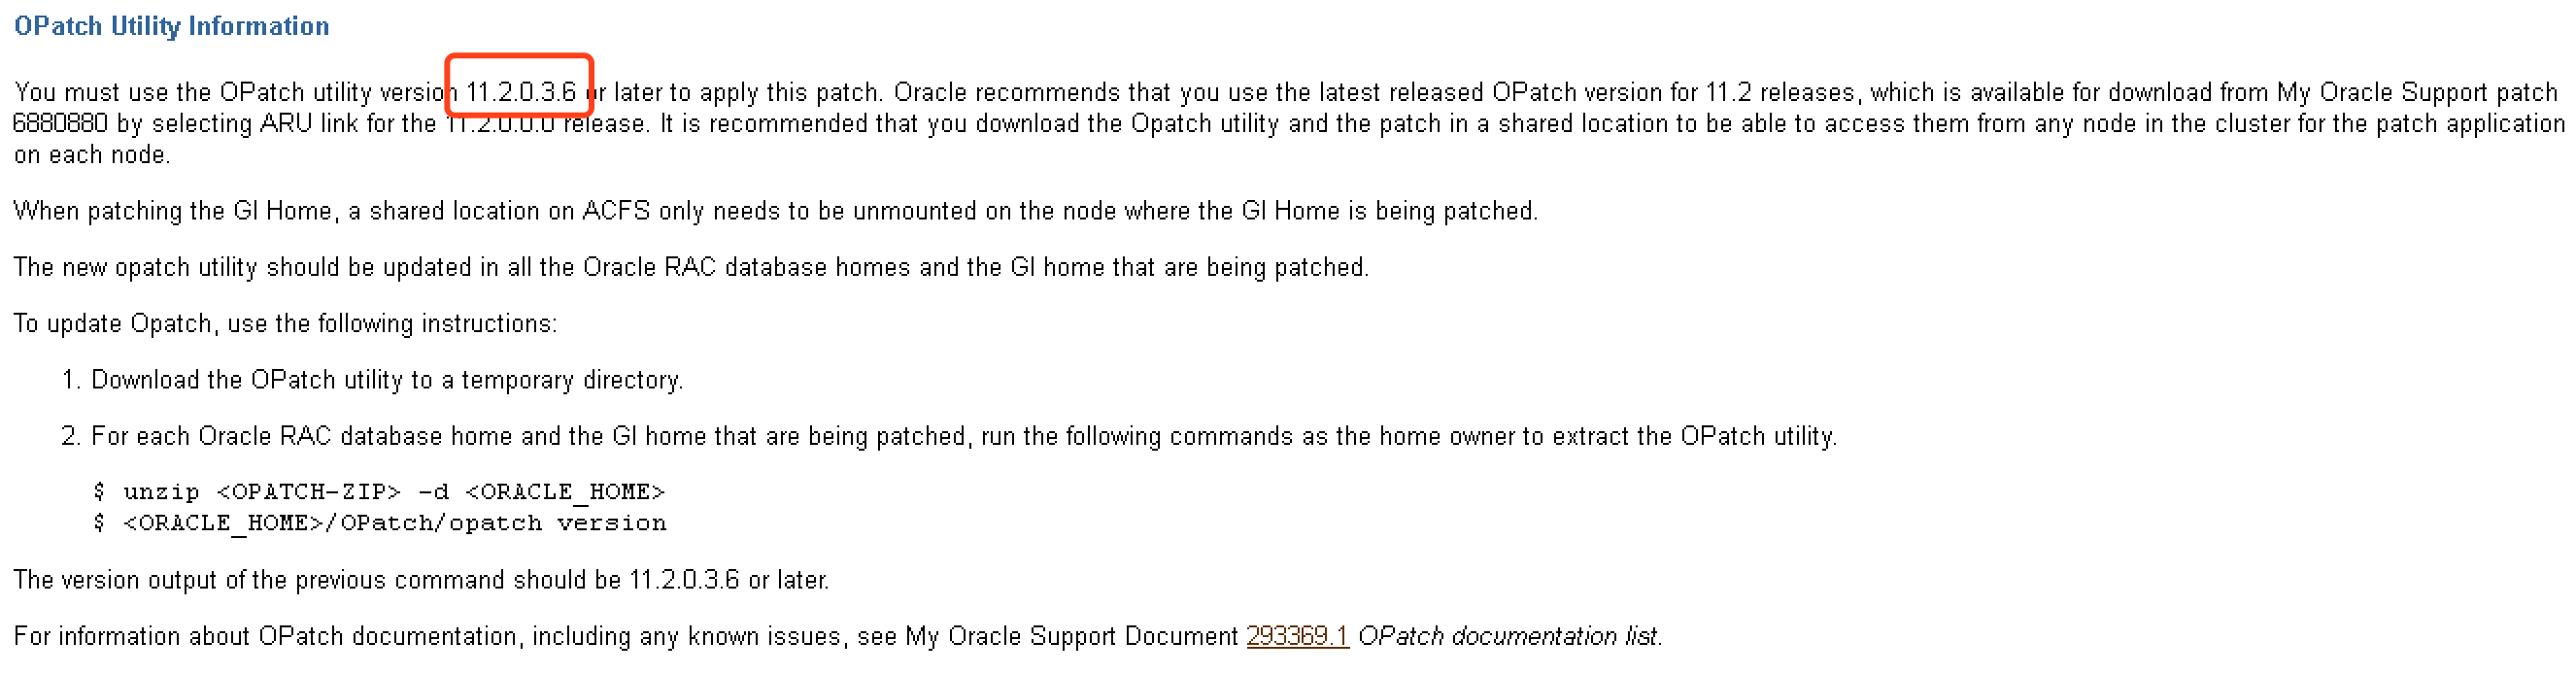 OPatch Utility Information
You must use the OPatch utility version 11.2.0.3.6 or later to apply this patch. Oracle recommends that you use the latest released OPatch version for 11.2 releases, which is available for download from My Oracle Support patch
6880880 by selecting ARU link for the 11.2.0.0.0 release. It is recommended that you download the Opatch utility and the patch in a shared location to be able to access them from any node in the cluster for the patch application
on each node.
When patching the GI Home, a shared location on ACFS only needs to be unmounted on the node where the GI Home is being patched.
The new opatch utility should be updated in all the Oracle RAC database homes and the GI home that are being patched.
To update Opatch, use the following instructions:
1. Download the OPatch utility to a temporary directory.
2. For each Oracle RAC database home and the GI home that are being patched, run the following commands as the home owner to extract the OPatch utility.
$ unzip <OPATCH-ZIP> -d <ORACLE_HOME>
$ <ORACLE_HOME>/OPatch/opatch version
The version output of the previous command should be 11.2.0.3.6 or later.
For information about OPatch documentation, including any known issues, see My Oracle Support Document 293369.1 OPatch documentation list.